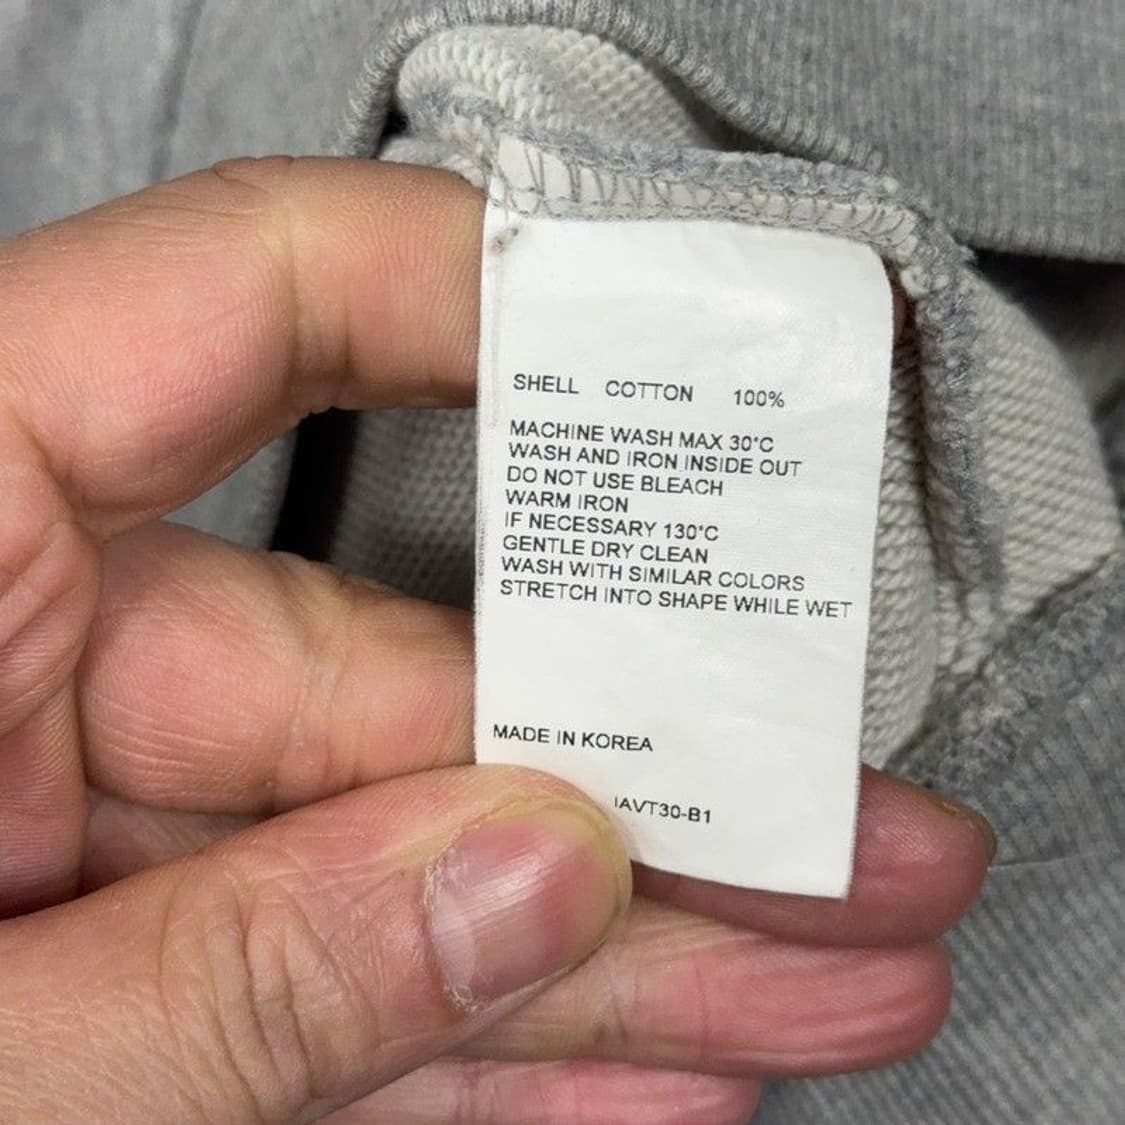 SHELL COTTON 100%
MACHINE WASH MAX 30°C
WASH AND IRON INSIDE OUT
DO NOT USE BLEACH
WARM IRON
IF NECESSARY 130°C
GENTLE DRY CLEAN
WASH WITH SIMILAR COLORS
STRETCH INTO SHAPE WHILE WET
MADE IN KOREA
IAVT30-B1